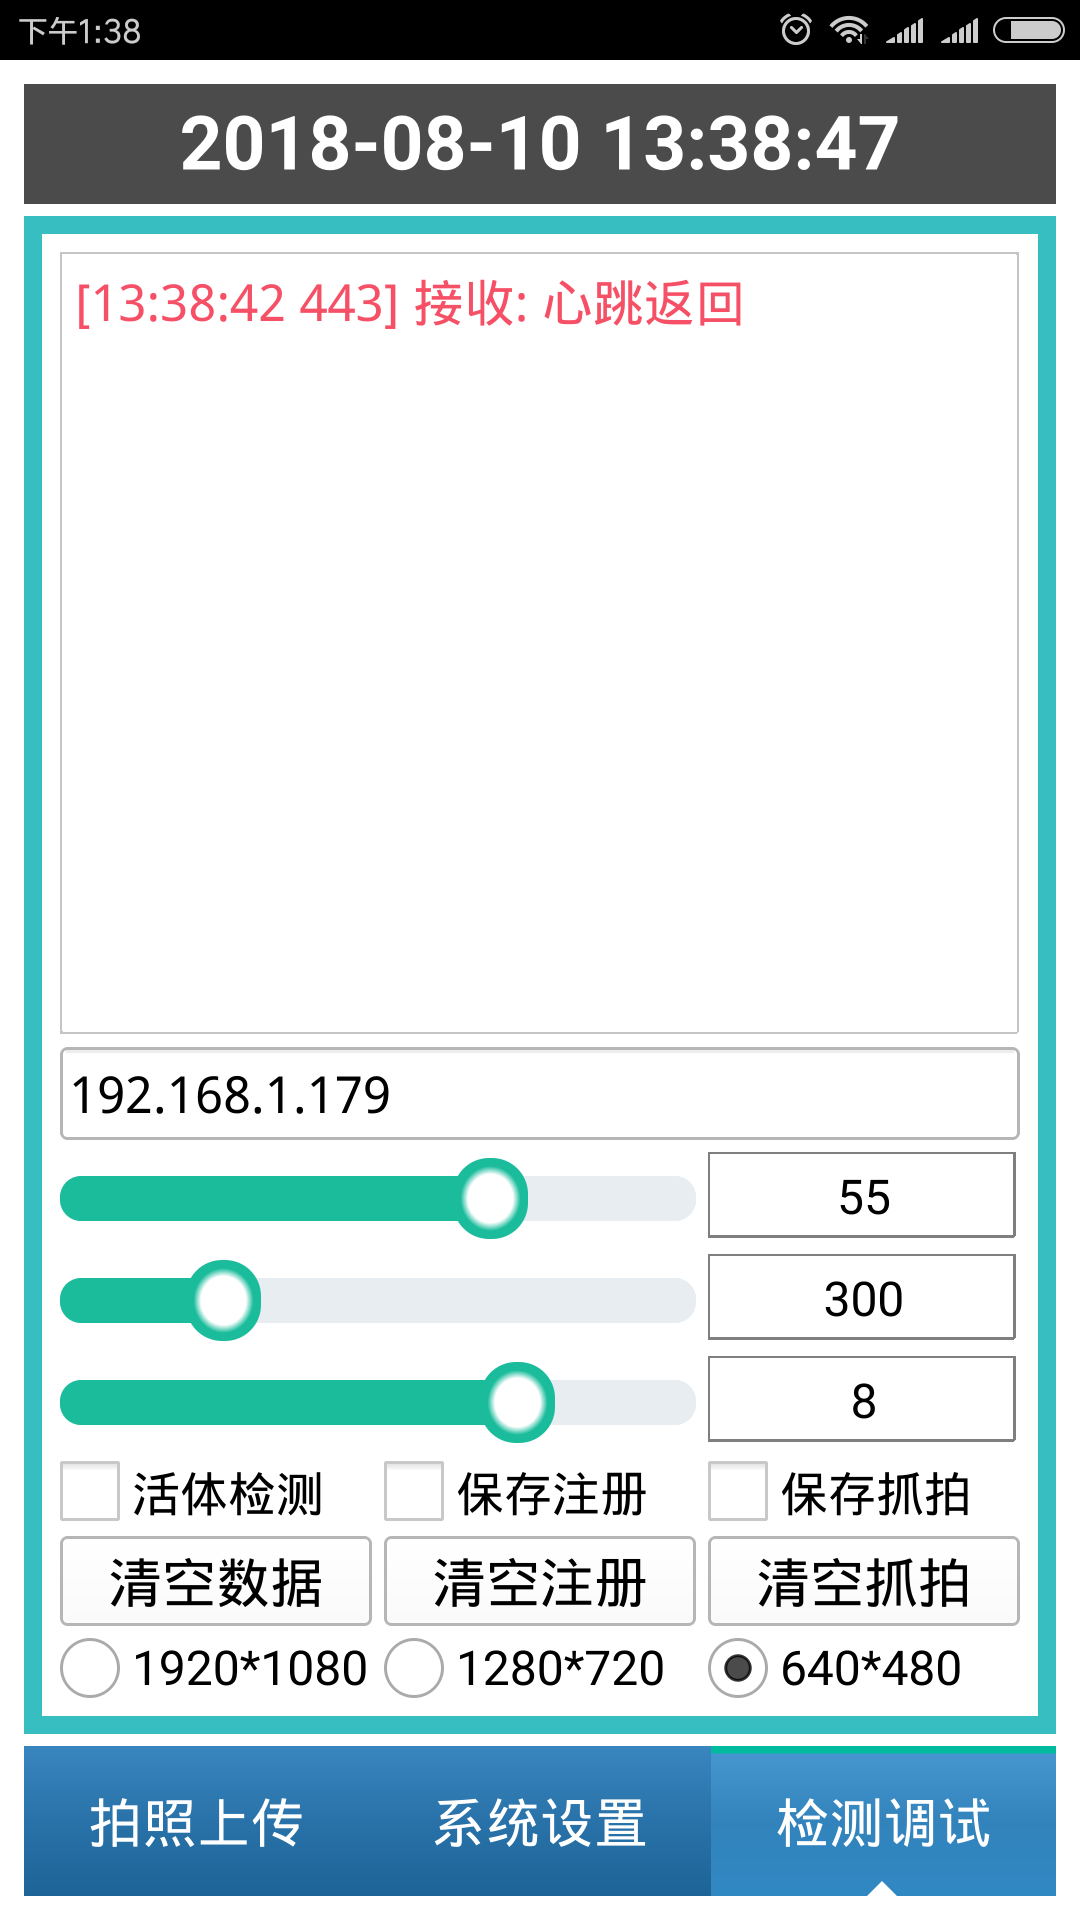 下午1:38
2018-08-10 13:38:47
[13:38:42 443] 接收: 心跳返回
192.168.1.179
55
300
8
活体检测 保存注册 保存抓拍
清空数据 清空注册 清空抓拍
1920*1080 1280*720 640*480
拍照上传 系统设置 检测调试